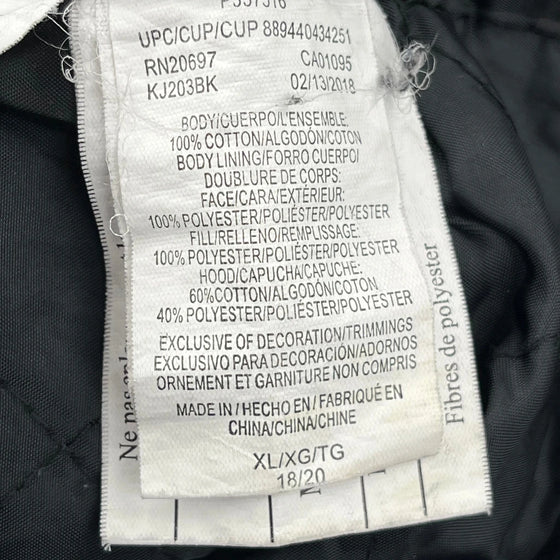 UPC/CUP/CUP 889440434251
RN20697 CA01095
KJ203BK 02/13/2018
BODY/CUERPO/L'ENSEMBLE:
100% COTTON/ALGODÓN/COTON
BODY LINING/FORRO CUERPO/
DOUBLURE DE CORPS:
FACE/CARA/EXTÉRIEUR:
100% POLYESTER/POLIÉSTER/POLYESTER
FILL/RELLENO/REMPLISSAGE:
100% POLYESTER/POLIÉSTER/POLYESTER
HOOD/CAPUCHA/CAPUCHE:
60%COTTON/ALGODÓN/COTON
40% POLYESTER/POLIÉSTER/POLYESTER
EXCLUSIVE OF DECORATION/TRIMMINGS
EXCLUSIVO PARA DECORACIÓN/ADORNOS
ORNEMENT ET GARNITURE NON COMPRIS
MADE IN / HECHO EN / FABRIQUÉ EN
CHINA/CHINA/CHINE
XL/XG/TG
18/20
Ne pas
Fibres de polyester